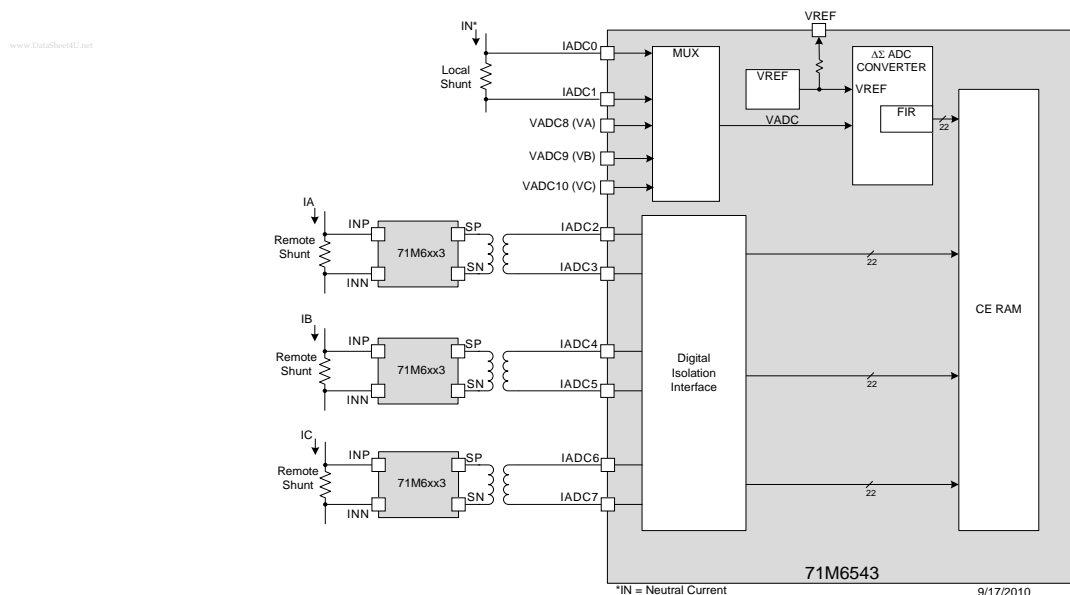 www.DataSheet4U.net
VREF
IN*
IADC0
MUX
ΔΣ ADC
CONVERTER
Local
Shunt
VREF
VREF
IADC1
FIR
VADC8 (VA)
VADC
22
VADC9 (VB)
VADC10 (VC)
IA
INP
SP
IADC2
Remote
Shunt
71M6xx3
22
INN
SN
IADC3
CE RAM
IB
INP
SP
IADC4
Remote
Shunt
71M6xx3
Digital
Isolation
Interface
22
INN
SN
IADC5
IC
INP
SP
IADC6
Remote
Shunt
71M6xx3
22
INN
SN
IADC7
71M6543
*IN = Neutral Current
9/17/2010